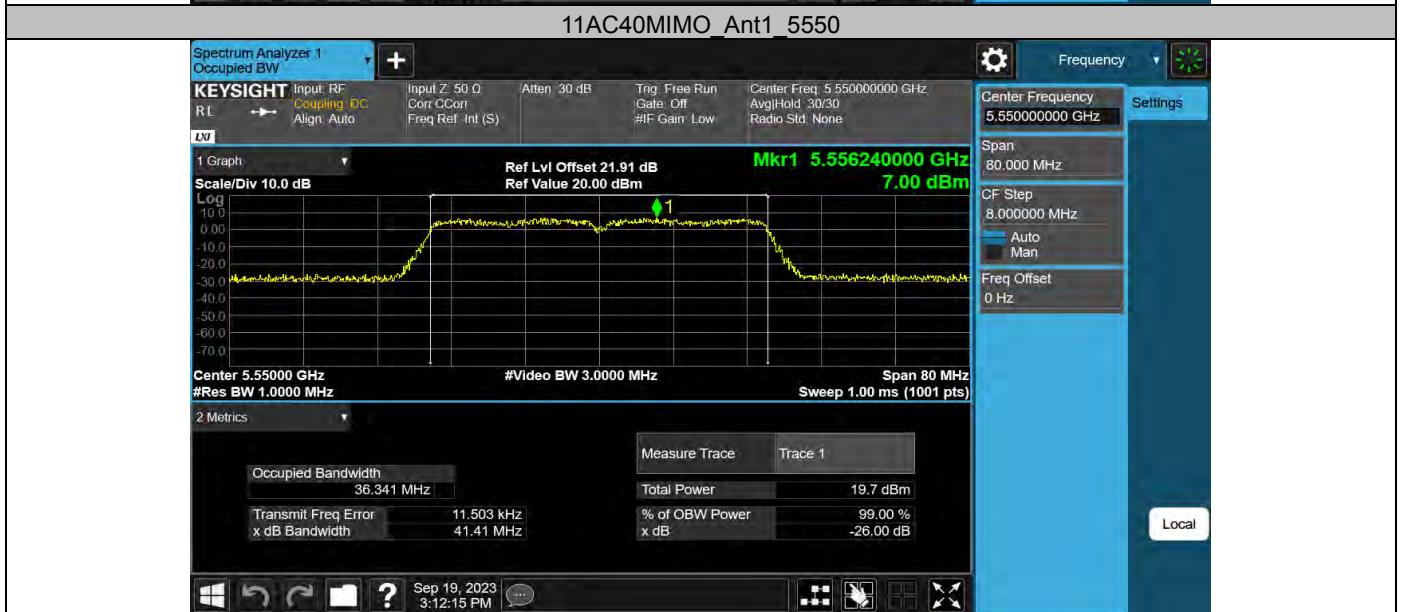 11AC40MIMO_Ant1_5550
Spectrum Analyzer 1
Occupied BW
+
Frequency
KEYSIGHT
RL
LXI
Input: RF
Coupling: DC
Align: Auto
Input Z: 50 Ω
Corr CCorr
Freq Ref: Int (S)
Atten: 30 dB
Trig: Free Run
Gate: Off
#IF Gain: Low
Center Freq: 5.550000000 GHz
Avg|Hold: 30/30
Radio Std: None
Center Frequency
5.550000000 GHz
Settings
Span
80.000 MHz
CF Step
8.000000 MHz
Auto
Man
Freq Offset
0 Hz
1 Graph
Scale/Div 10.0 dB
Ref Lvl Offset 21.91 dB
Ref Value 20.00 dBm
Mkr1 5.556240000 GHz
7.00 dBm
Log
10.0
0.00
-10.0
-20.0
-30.0
-40.0
-50.0
-60.0
-70.0
1
Center 5.55000 GHz
#Video BW 3.0000 MHz
Span 80 MHz
#Res BW 1.0000 MHz
Sweep 1.00 ms (1001 pts)
2 Metrics
Measure Trace Trace 1
Occupied Bandwidth
36.341 MHz
Total Power 19.7 dBm
Transmit Freq Error 11.503 kHz
% of OBW Power 99.00 %
x dB Bandwidth 41.41 MHz
x dB -26.00 dB
Local
?
Sep 19, 2023
3:12:15 PM